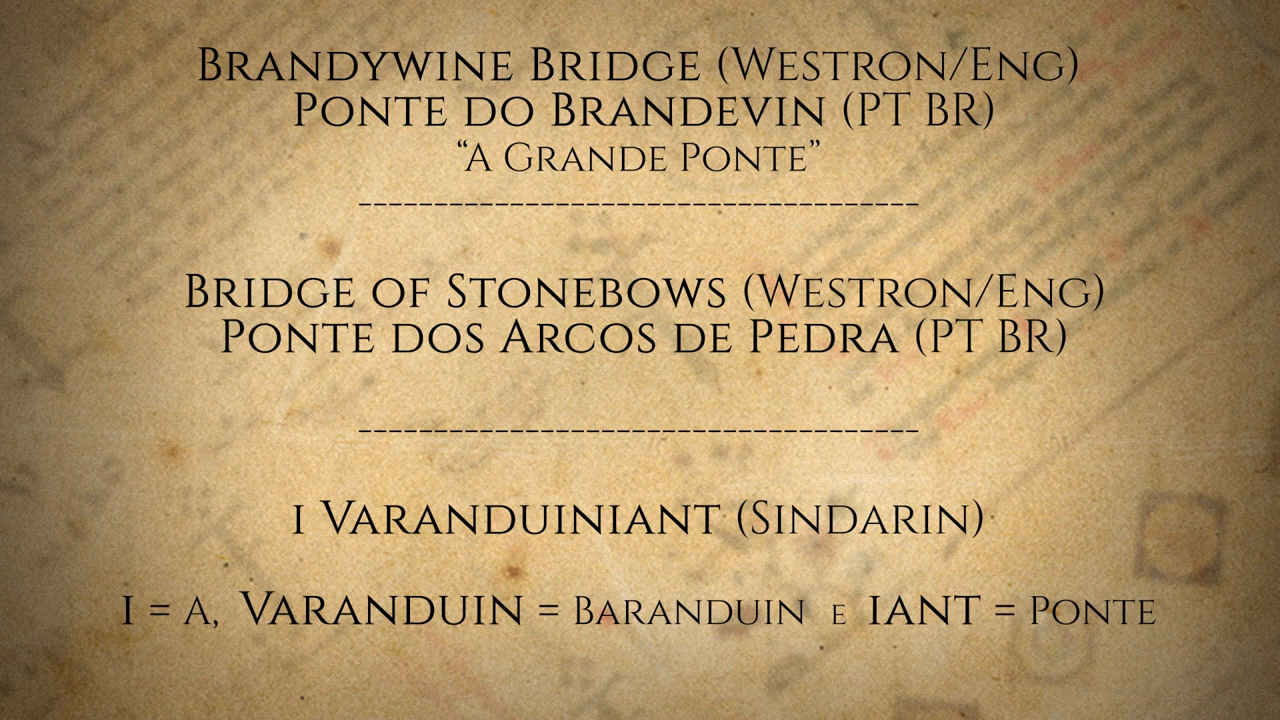 Brandywine Bridge (Westron/Eng)
Ponte do Brandevin (PT BR)
“A Grande Ponte”
Bridge of Stonebows (Westron/Eng)
Ponte dos Arcos de Pedra (PT BR)
i Varanduiniant (Sindarin)
i = a, Varanduin = Baranduin e iant = Ponte